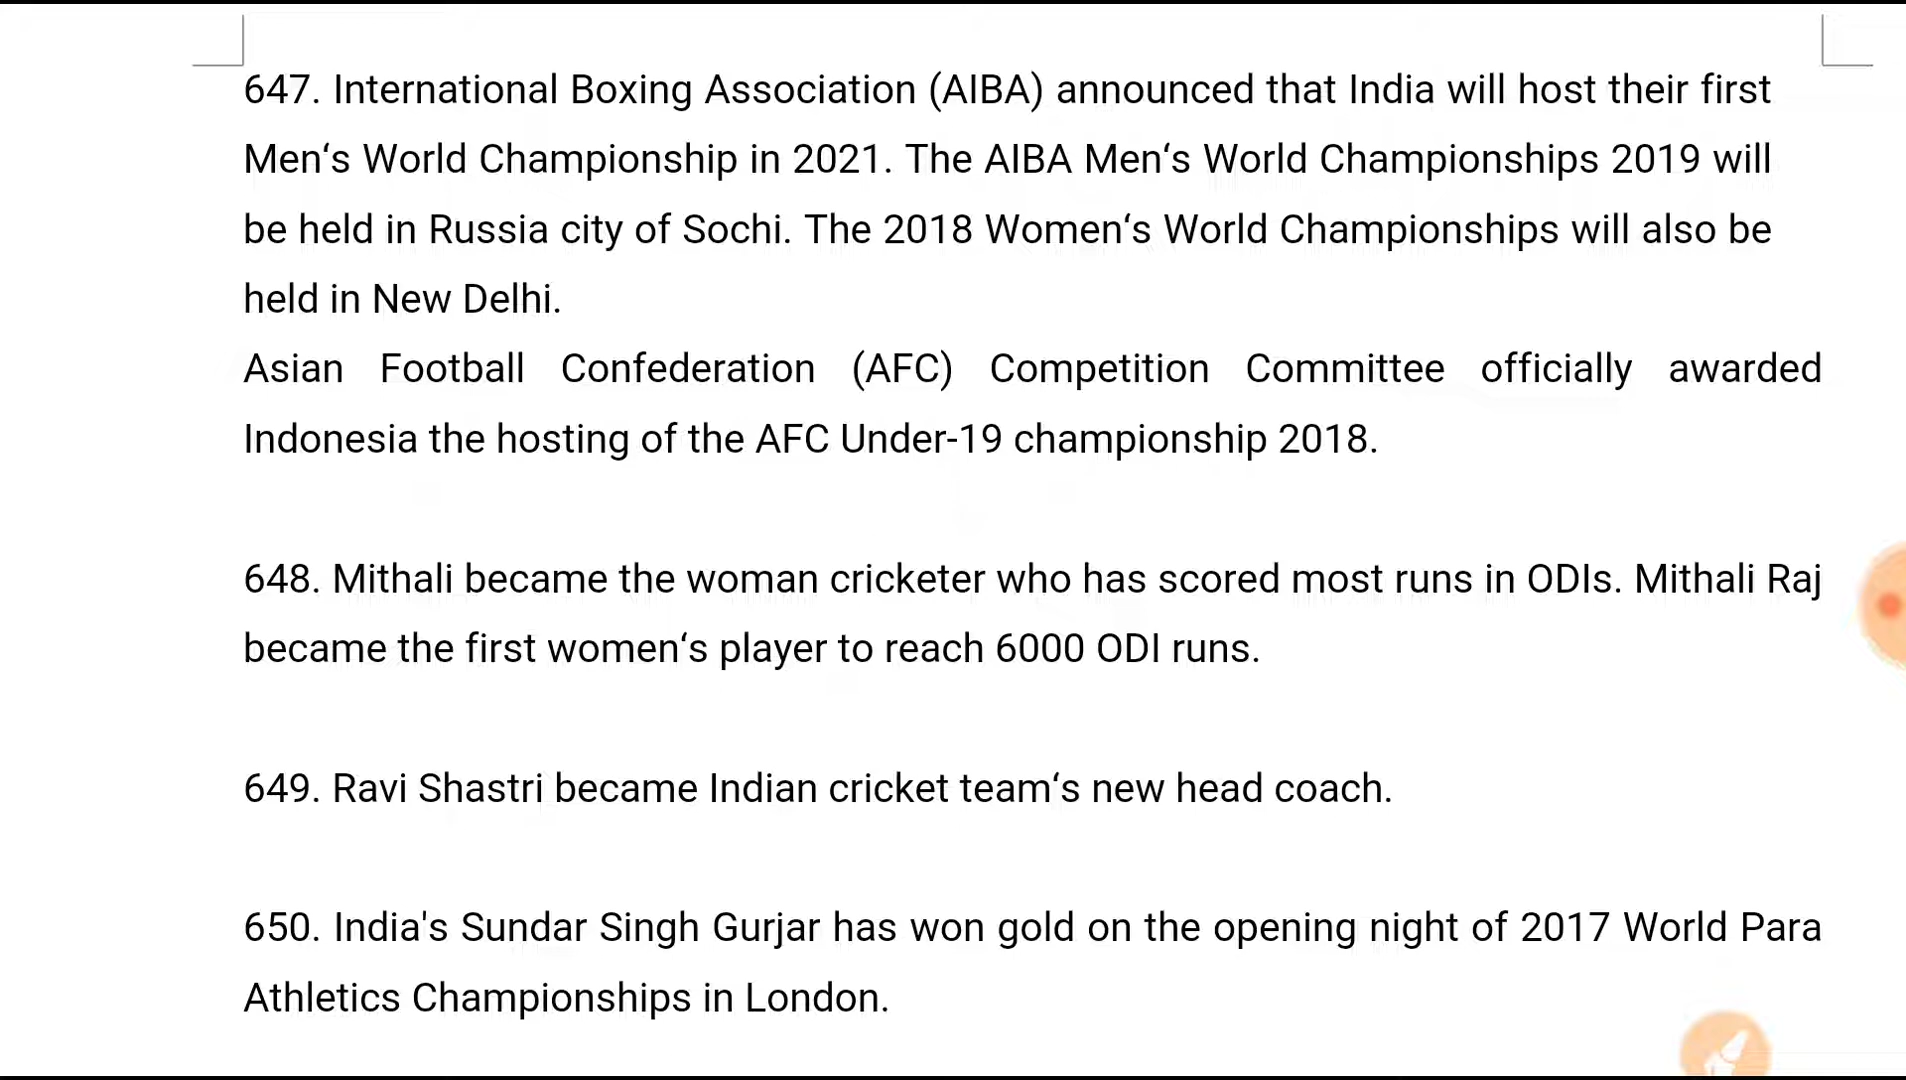 647. International Boxing Association (AIBA) announced that India will host their first
Men‘s World Championship in 2021. The AIBA Men‘s World Championships 2019 will
be held in Russia city of Sochi. The 2018 Women‘s World Championships will also be
held in New Delhi.
Asian Football Confederation (AFC) Competition Committee officially awarded
Indonesia the hosting of the AFC Under-19 championship 2018.
648. Mithali became the woman cricketer who has scored most runs in ODIs. Mithali Raj
became the first women‘s player to reach 6000 ODI runs.
649. Ravi Shastri became Indian cricket team‘s new head coach.
650. India's Sundar Singh Gurjar has won gold on the opening night of 2017 World Para
Athletics Championships in London.